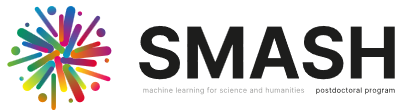 SMASH
machine learning for science and humanities postdoctoral program